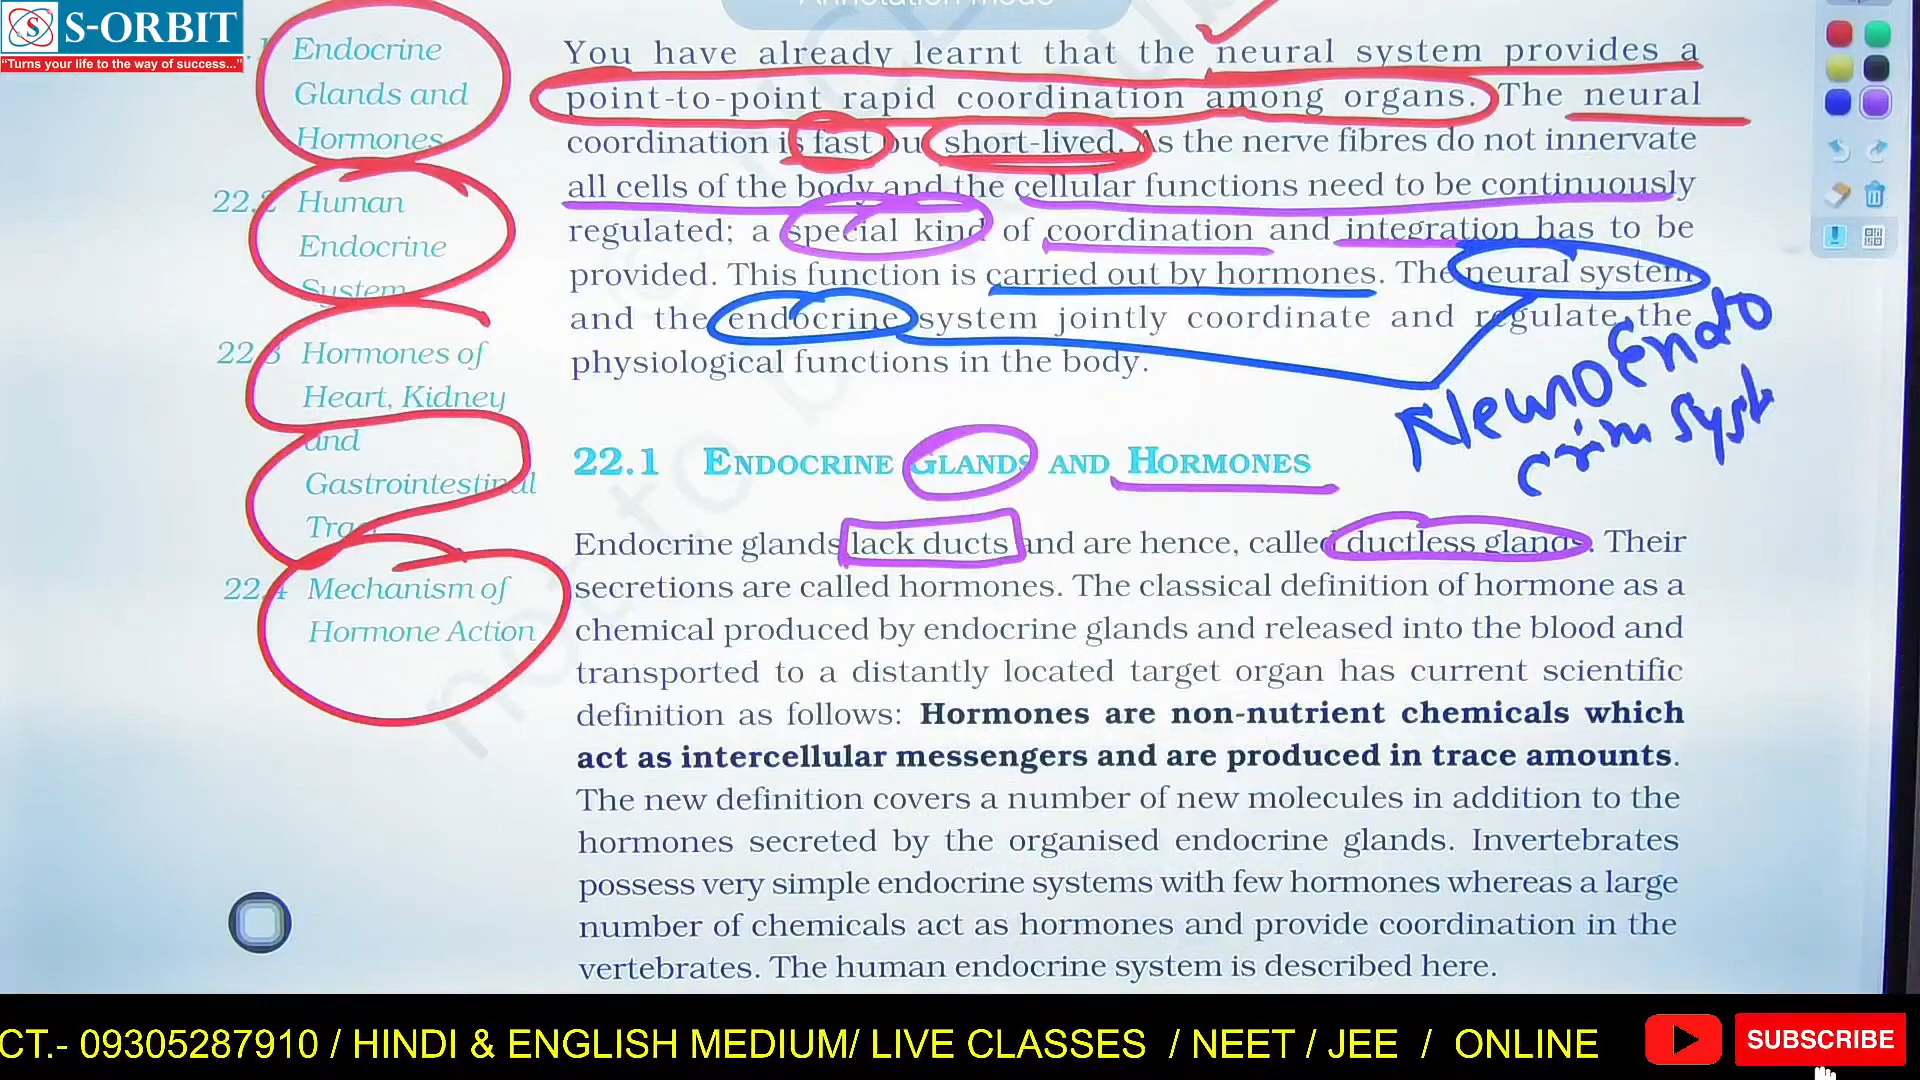 S-ORBIT
"Turns your life to the way of success..."
Annotation mode
Endocrine
Glands and
Hormones
22.2 Human
Endocrine
System
22.3 Hormones of
Heart, Kidney
and
Gastrointestinal
Tract
22.4 Mechanism of
Hormone Action
You have already learnt that the neural system provides a
point-to-point rapid coordination among organs. The neural
coordination is fast but short-lived. As the nerve fibres do not innervate
all cells of the body and the cellular functions need to be continuously
regulated; a special kind of coordination and integration has to be
provided. This function is carried out by hormones. The neural system
and the endocrine system jointly coordinate and regulate the
physiological functions in the body.
22.1 ENDOCRINE GLANDS AND HORMONES
Endocrine glands lack ducts and are hence, called ductless glands. Their
secretions are called hormones. The classical definition of hormone as a
chemical produced by endocrine glands and released into the blood and
transported to a distantly located target organ has current scientific
definition as follows: Hormones are non-nutrient chemicals which
act as intercellular messengers and are produced in trace amounts.
The new definition covers a number of new molecules in addition to the
hormones secreted by the organised endocrine glands. Invertebrates
possess very simple endocrine systems with few hormones whereas a large
number of chemicals act as hormones and provide coordination in the
vertebrates. The human endocrine system is described here.
CT.- 09305287910 / HINDI & ENGLISH MEDIUM/ LIVE CLASSES / NEET / JEE / ONLINE
SUBSCRIBE